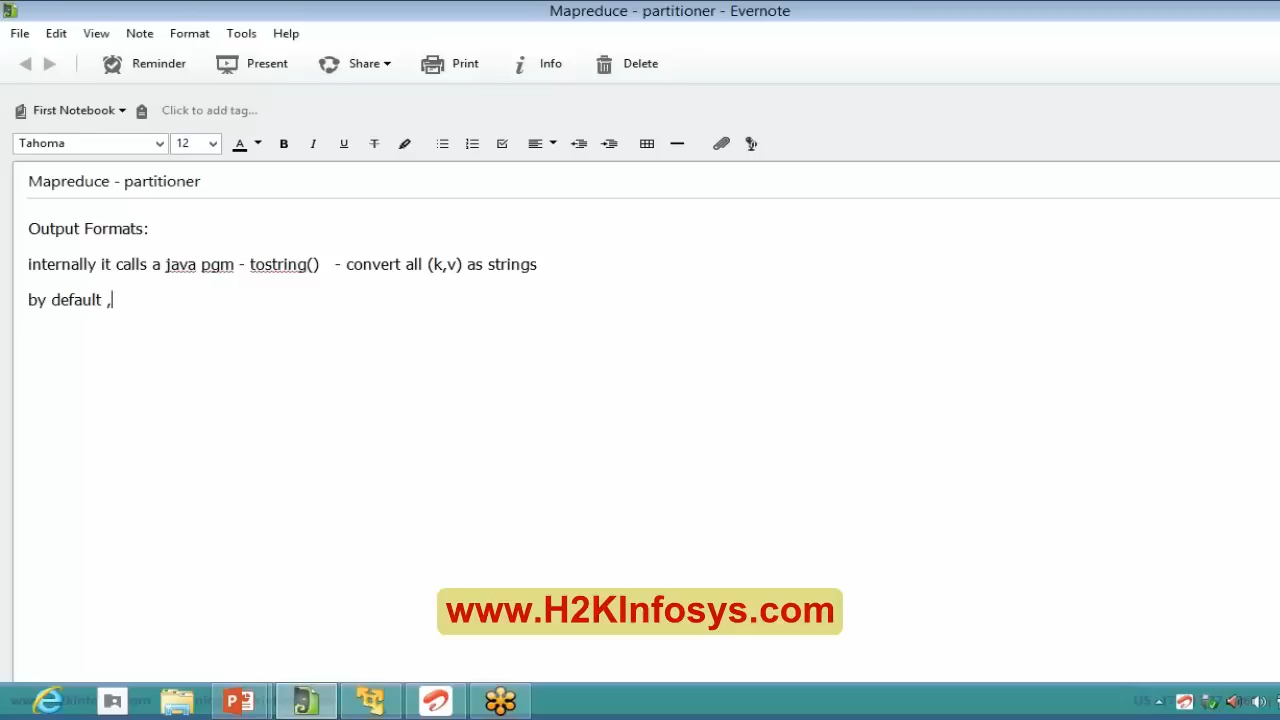 Mapreduce - partitioner - Evernote
File Edit View Note Format Tools Help
Reminder Present Share Print Info Delete
First Notebook Click to add tag...
Tahoma 12 A B I U T
Mapreduce - partitioner
Output Formats:
internally it calls a java pgm - tostring() - convert all (k,v) as strings
by default ,
www.H2KInfosys.com